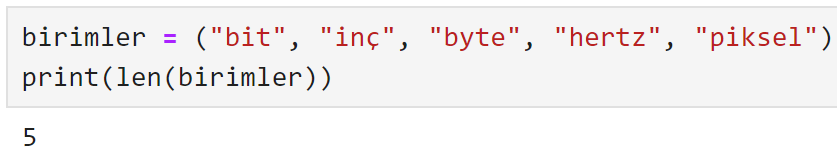 birimler = ("bit", "inç", "byte", "hertz", "piksel")
print(len(birimler))
5